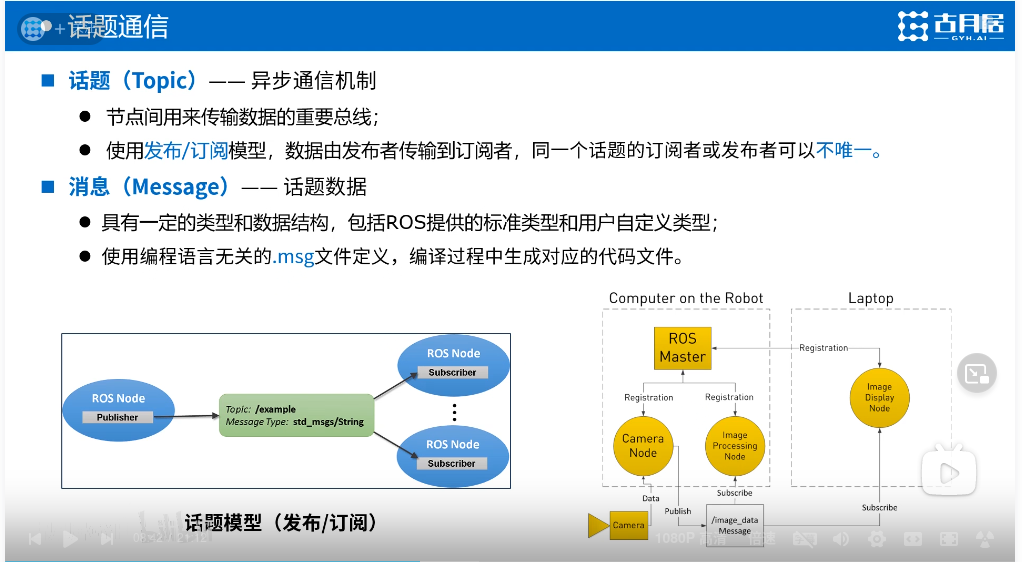 话题通信
古月居
GYH.AI
■ 话题（Topic）—— 异步通信机制
● 节点间用来传输数据的重要总线；
● 使用发布/订阅模型，数据由发布者传输到订阅者，同一个话题的订阅者或发布者可以不唯一。
■ 消息（Message）—— 话题数据
● 具有一定的类型和数据结构，包括ROS提供的标准类型和用户自定义类型；
● 使用编程语言无关的.msg文件定义，编译过程中生成对应的代码文件。
ROS Node
Publisher
Topic: /example
Message Type: std_msgs/String
ROS Node
Subscriber
ROS Node
Subscriber
话题模型（发布/订阅）
Computer on the Robot
Laptop
ROS
Master
Registration
Registration
Registration
Camera
Node
Image
Processing
Node
Image
Display
Node
Data
Publish
Subscribe
Subscribe
Camera
/image_data
Message
1080P 高清
倍速